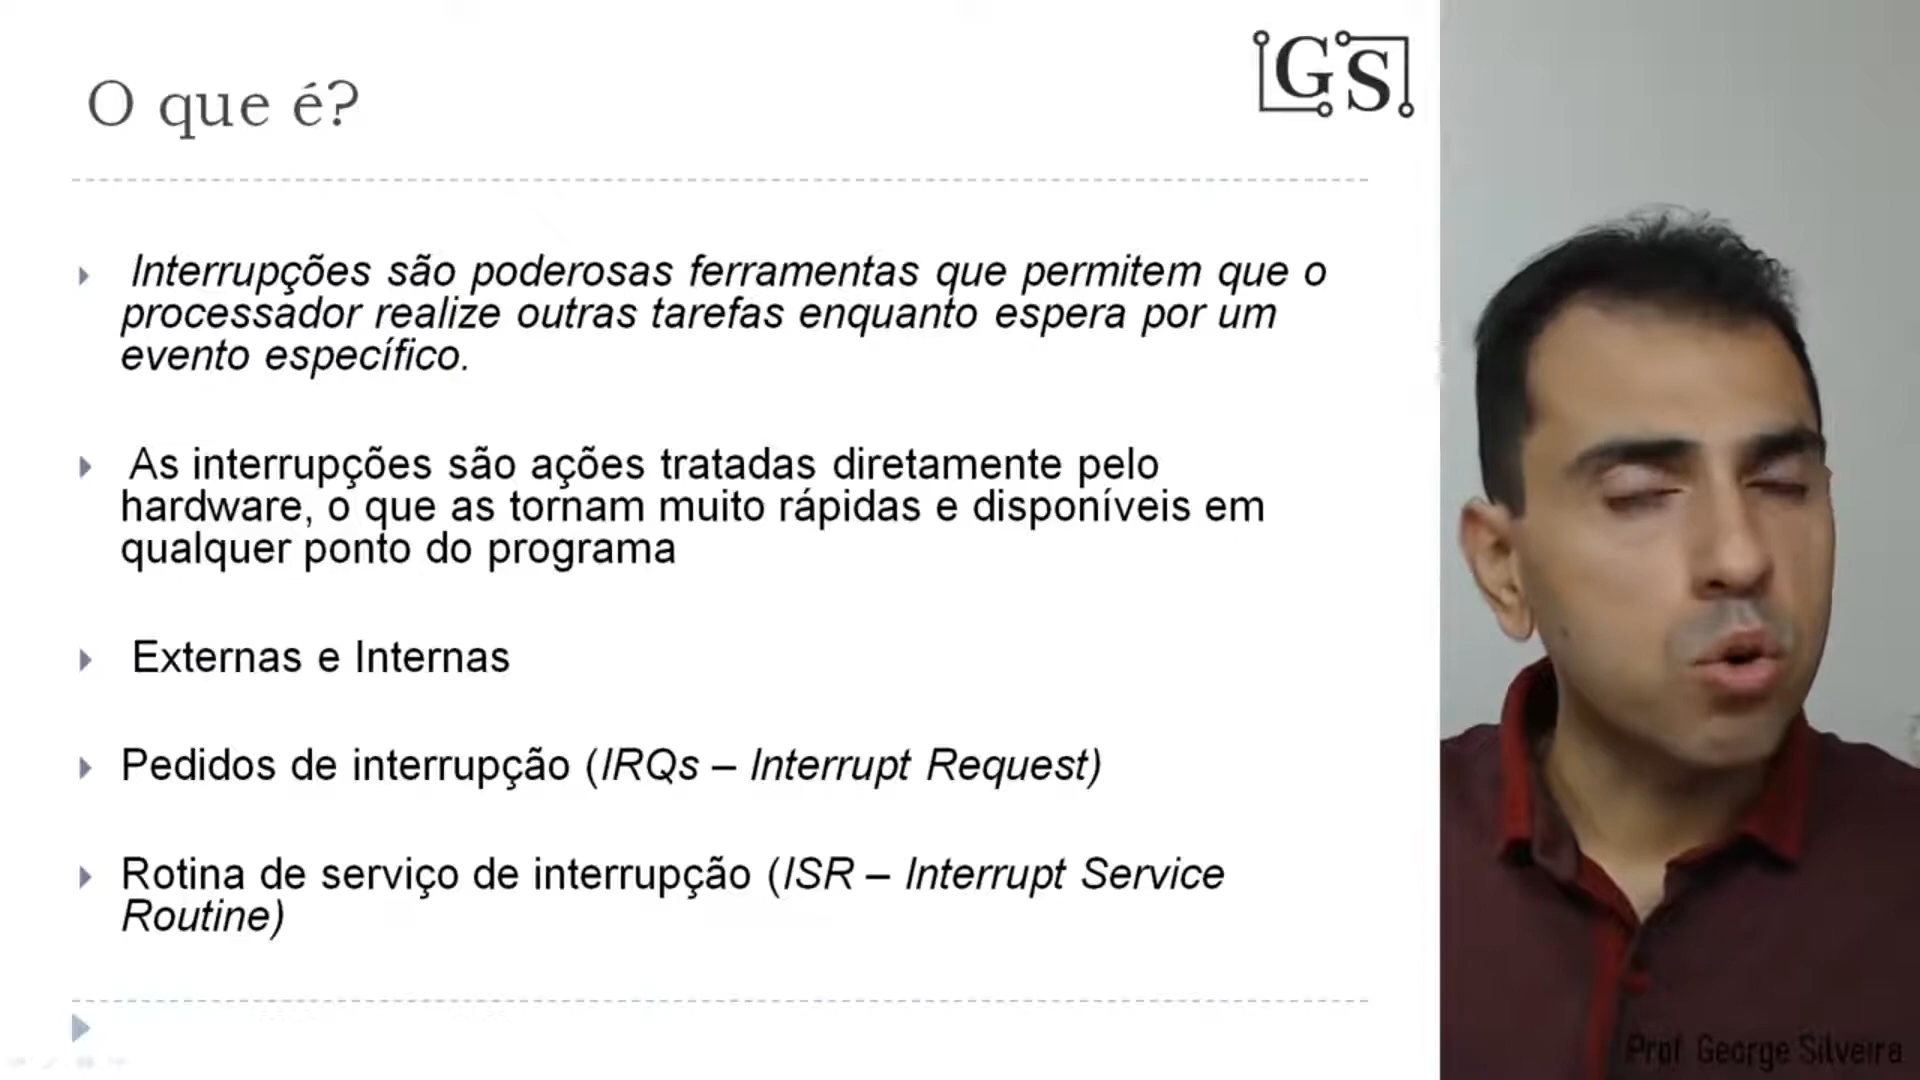 O que é?
GS
Interrupções são poderosas ferramentas que permitem que o
processador realize outras tarefas enquanto espera por um
evento específico.
As interrupções são ações tratadas diretamente pelo
hardware, o que as tornam muito rápidas e disponíveis em
qualquer ponto do programa
Externas e Internas
Pedidos de interrupção (IRQs – Interrupt Request)
Rotina de serviço de interrupção (ISR – Interrupt Service
Routine)
Prof. George Silveira